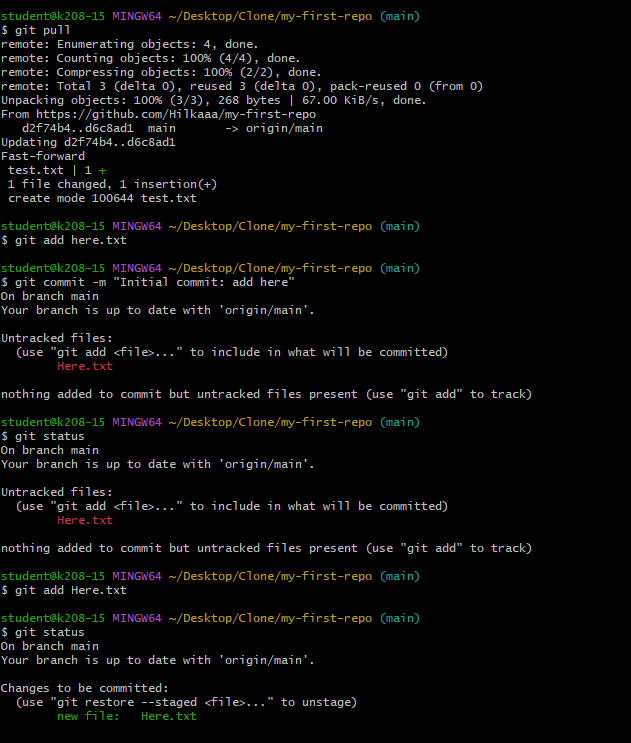 student@k208-15 MINGW64 ~/Desktop/Clone/my-first-repo (main)
$ git pull
remote: Enumerating objects: 4, done.
remote: Counting objects: 100% (4/4), done.
remote: Compressing objects: 100% (2/2), done.
remote: Total 3 (delta 0), reused 3 (delta 0), pack-reused 0 (from 0)
Unpacking objects: 100% (3/3), 268 bytes | 67.00 KiB/s, done.
From https://github.com/Hilkaaa/my-first-repo
   d2f74b4..d6c8ad1  main       -> origin/main
Updating d2f74b4..d6c8ad1
Fast-forward
 test.txt | 1 +
 1 file changed, 1 insertion(+)
 create mode 100644 test.txt

student@k208-15 MINGW64 ~/Desktop/Clone/my-first-repo (main)
$ git add here.txt

student@k208-15 MINGW64 ~/Desktop/Clone/my-first-repo (main)
$ git commit -m "Initial commit: add here"
On branch main
Your branch is up to date with 'origin/main'.

Untracked files:
  (use "git add <file>..." to include in what will be committed)
        Here.txt

nothing added to commit but untracked files present (use "git add" to track)

student@k208-15 MINGW64 ~/Desktop/Clone/my-first-repo (main)
$ git status
On branch main
Your branch is up to date with 'origin/main'.

Untracked files:
  (use "git add <file>..." to include in what will be committed)
        Here.txt

nothing added to commit but untracked files present (use "git add" to track)

student@k208-15 MINGW64 ~/Desktop/Clone/my-first-repo (main)
$ git add Here.txt

student@k208-15 MINGW64 ~/Desktop/Clone/my-first-repo (main)
$ git status
On branch main
Your branch is up to date with 'origin/main'.

Changes to be committed:
  (use "git restore --staged <file>..." to unstage)
        new file:   Here.txt